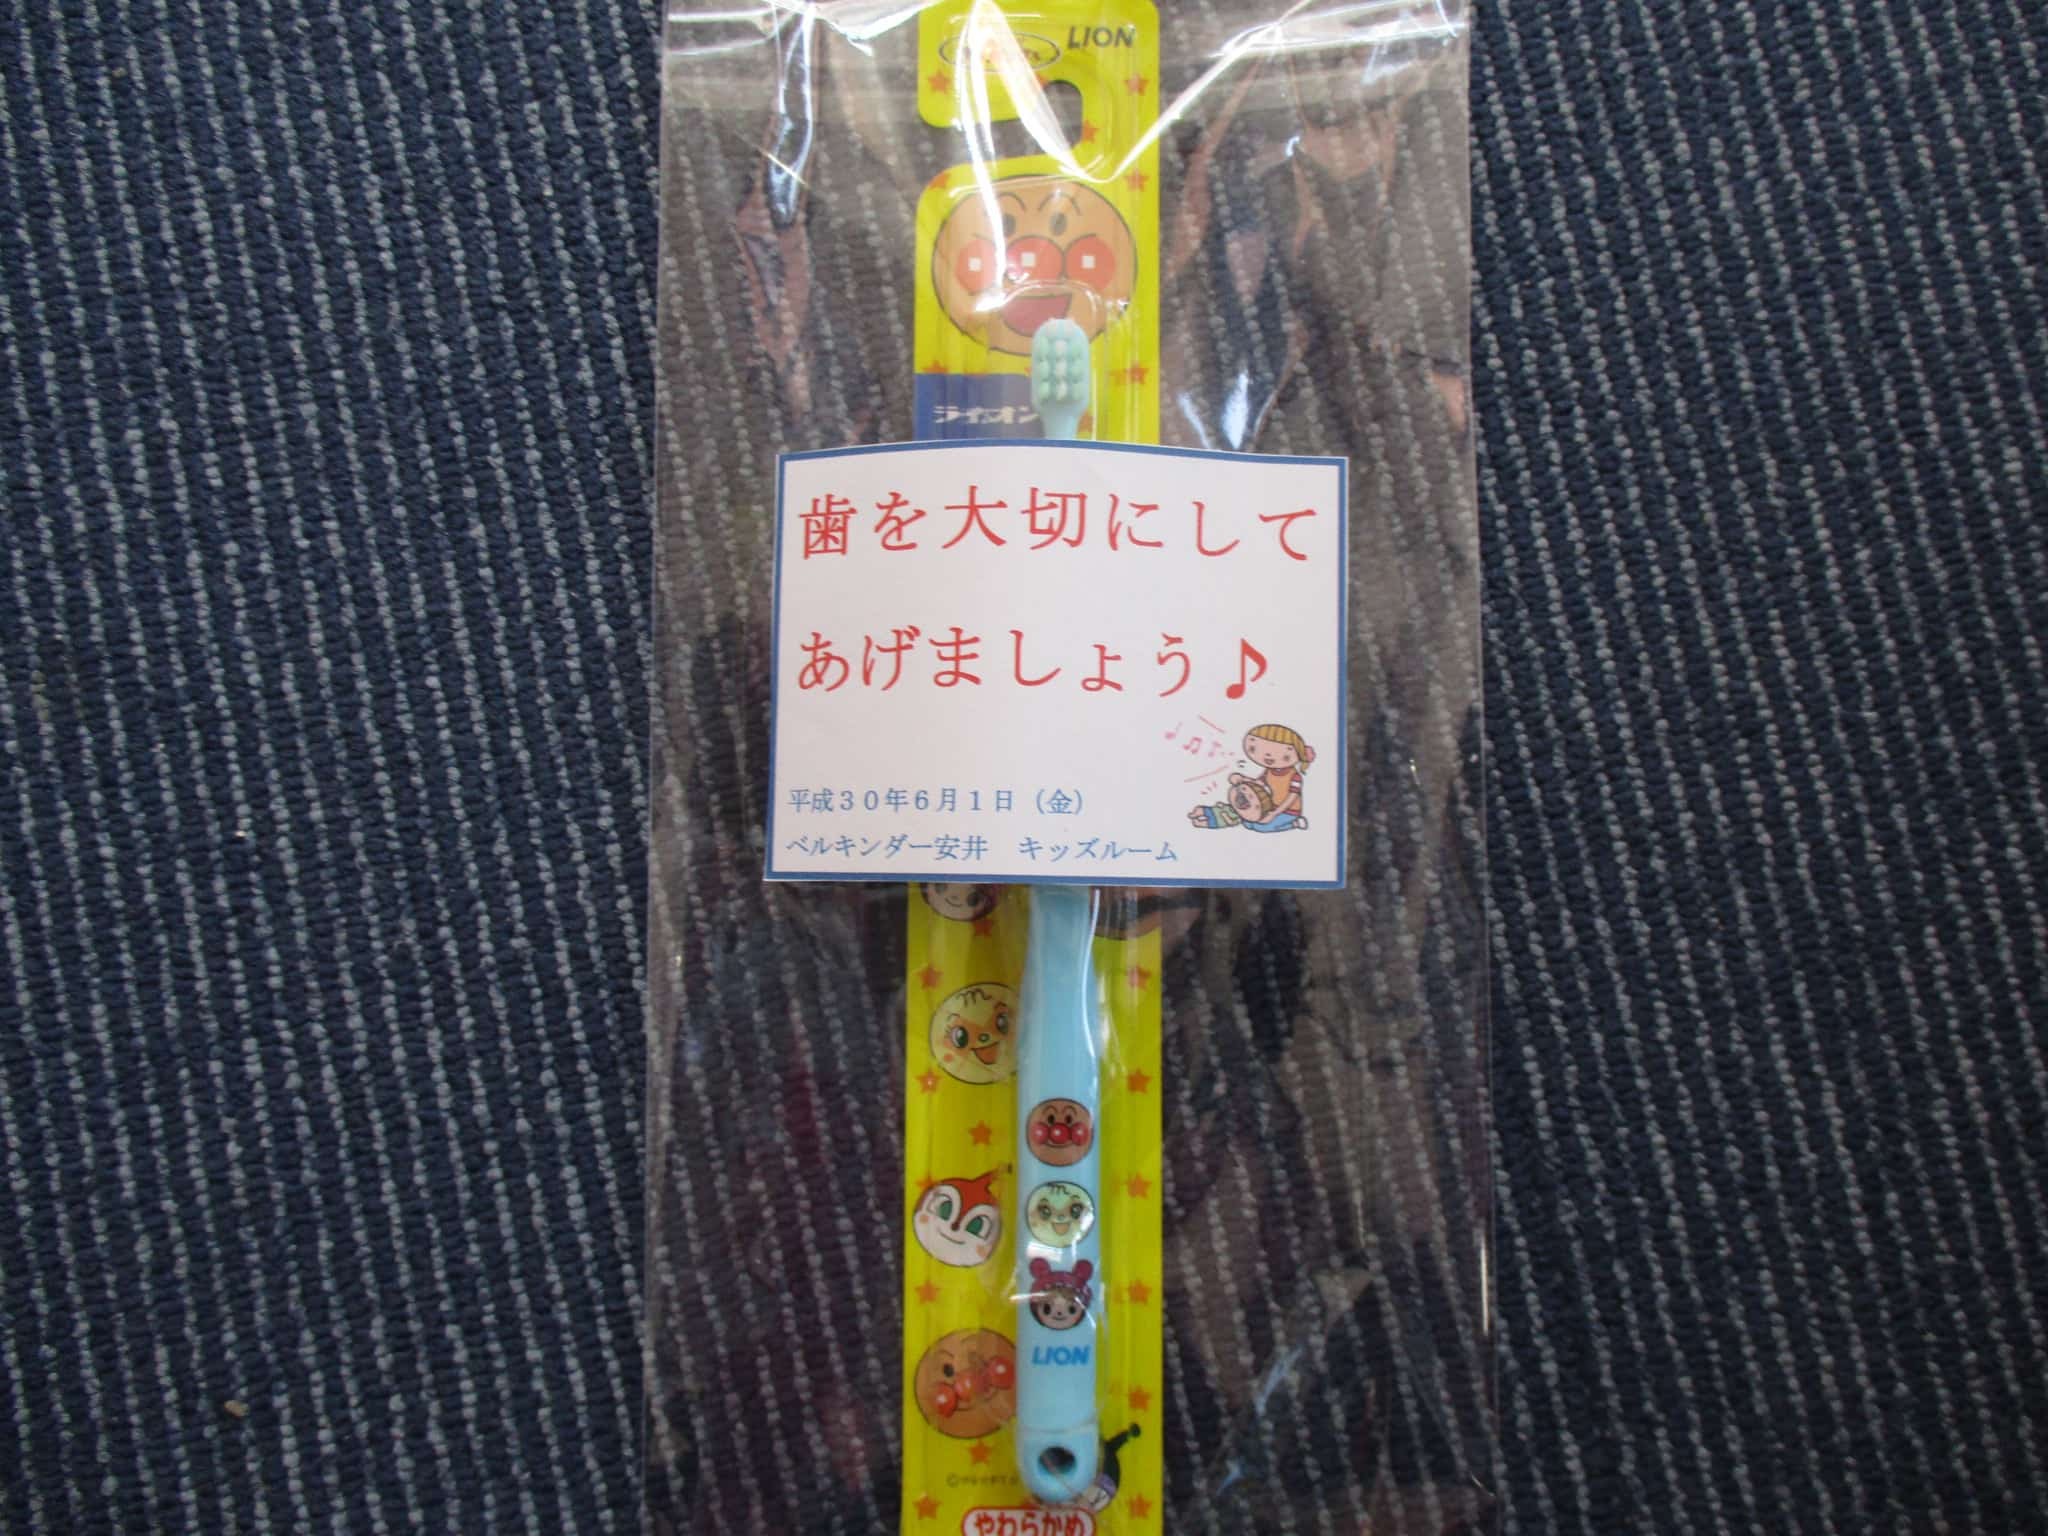 LION
ライオン
歯を大切にして
あげましょう♪
平成30年6月1日（金）
ベルキンダー安井　キッズルーム
LION
やわらかめ